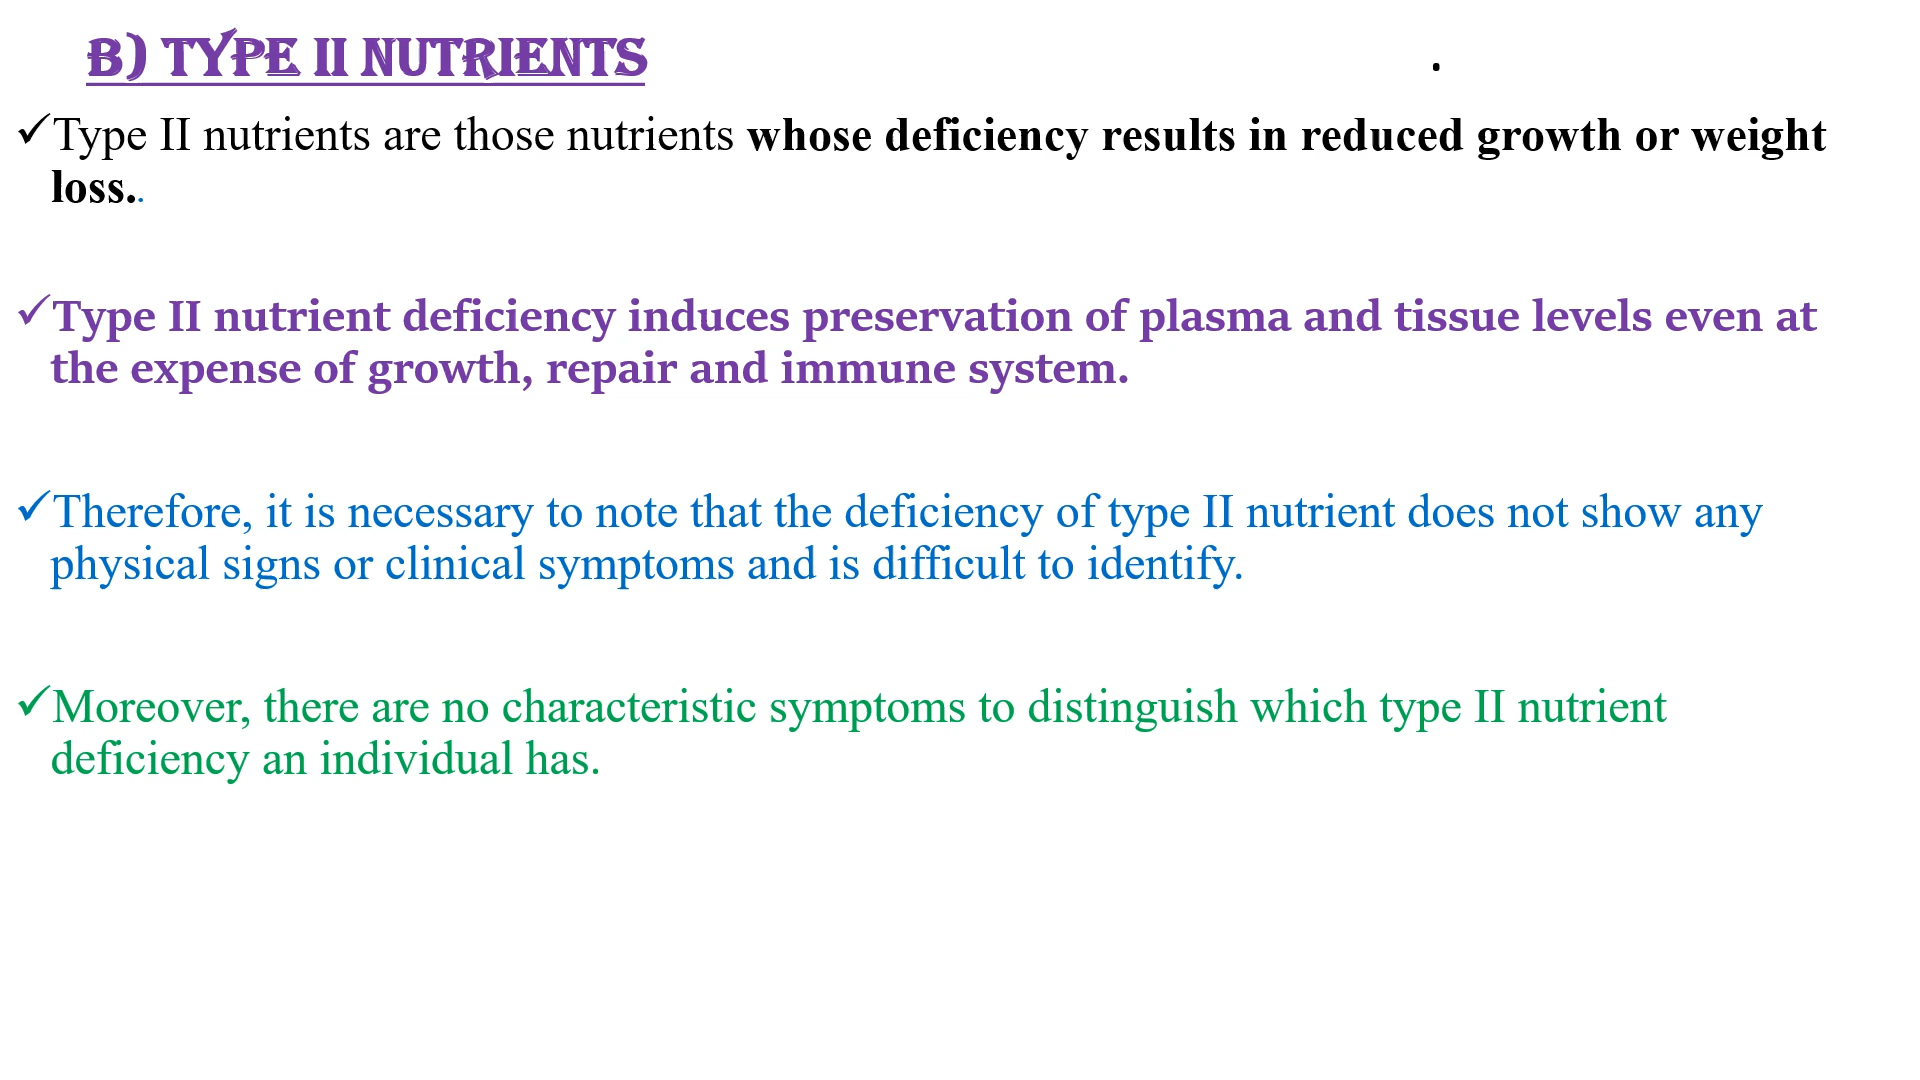 B) TYPE II NUTRIENTS
.
✓Type II nutrients are those nutrients whose deficiency results in reduced growth or weight
loss..
✓Type II nutrient deficiency induces preservation of plasma and tissue levels even at
the expense of growth, repair and immune system.
✓Therefore, it is necessary to note that the deficiency of type II nutrient does not show any
physical signs or clinical symptoms and is difficult to identify.
✓Moreover, there are no characteristic symptoms to distinguish which type II nutrient
deficiency an individual has.